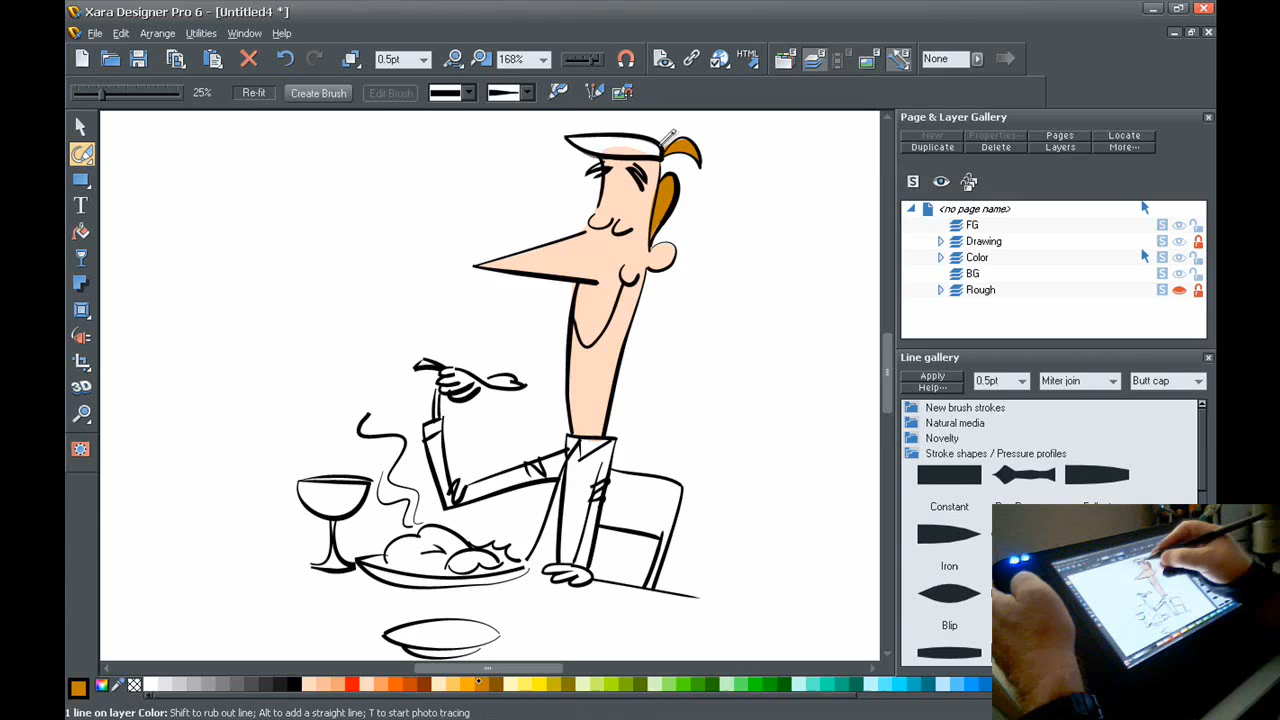 Xara Designer Pro 6 - [Untitled4 *]
File Edit Arrange Utilities Window Help
0.5pt 168% HTML None
25% Re-fit Create Brush Edit Brush
Page & Layer Gallery
New Properties... Pages Locate
Duplicate Delete Layers More...
S
<no page name>
FG S
Drawing S
Color S
BG S
Rough S
T
3D
Line gallery
Apply 0.5pt Miter join Butt cap
Help...
New brush strokes
Natural media
Novelty
Stroke shapes / Pressure profiles
Constant
Iron
Blip
1 line on layer Color: Shift to rub out line; Alt to add a straight line; T to start photo tracing